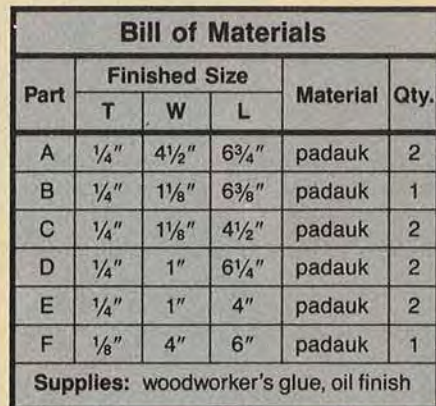 Bill of Materials
Part Finished Size Material Qty.
T W L
A 1/4" 4 1/2" 6 3/4" padauk 2
B 1/4" 1 1/8" 6 3/8" padauk 1
C 1/4" 1 1/8" 4 1/2" padauk 2
D 1/4" 1" 6 1/4" padauk 2
E 1/4" 1" 4" padauk 2
F 1/8" 4" 6" padauk 1
Supplies: woodworker's glue, oil finish